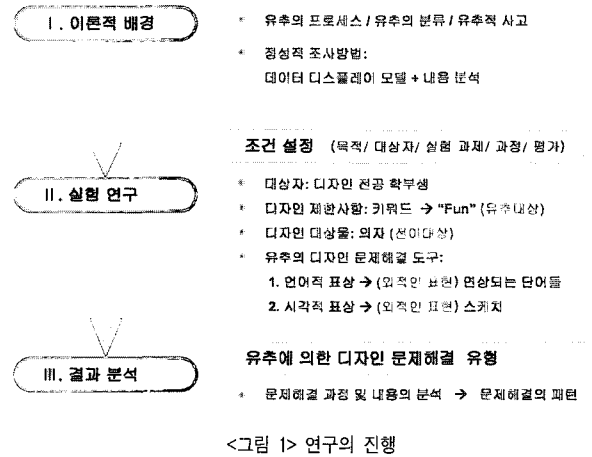 Ⅰ. 이론적 배경
* 유추의 프로세스 / 유추의 분류 / 유추적 사고
* 정성적 조사방법:
데이터 디스플레이 모델 + 내용 분석
조건 설정 (목적/ 대상자/ 실험 과제/ 과정/ 평가)
Ⅱ. 실험 연구
* 대상자: 디자인 전공 학부생
* 디자인 제한사항: 키워드 → "Fun" (유추대상)
* 디자인 대상물: 의자 (전이대상)
* 유추의 디자인 문제해결 도구:
1. 언어적 표상 → (외적인 표현) 연상되는 단어들
2. 시각적 표상 → (외적인 표현) 스케치
유추에 의한 디자인 문제해결 유형
Ⅲ. 결과 분석
* 문제해결 과정 및 내용의 분석 → 문제해결의 패턴
<그림 1> 연구의 진행